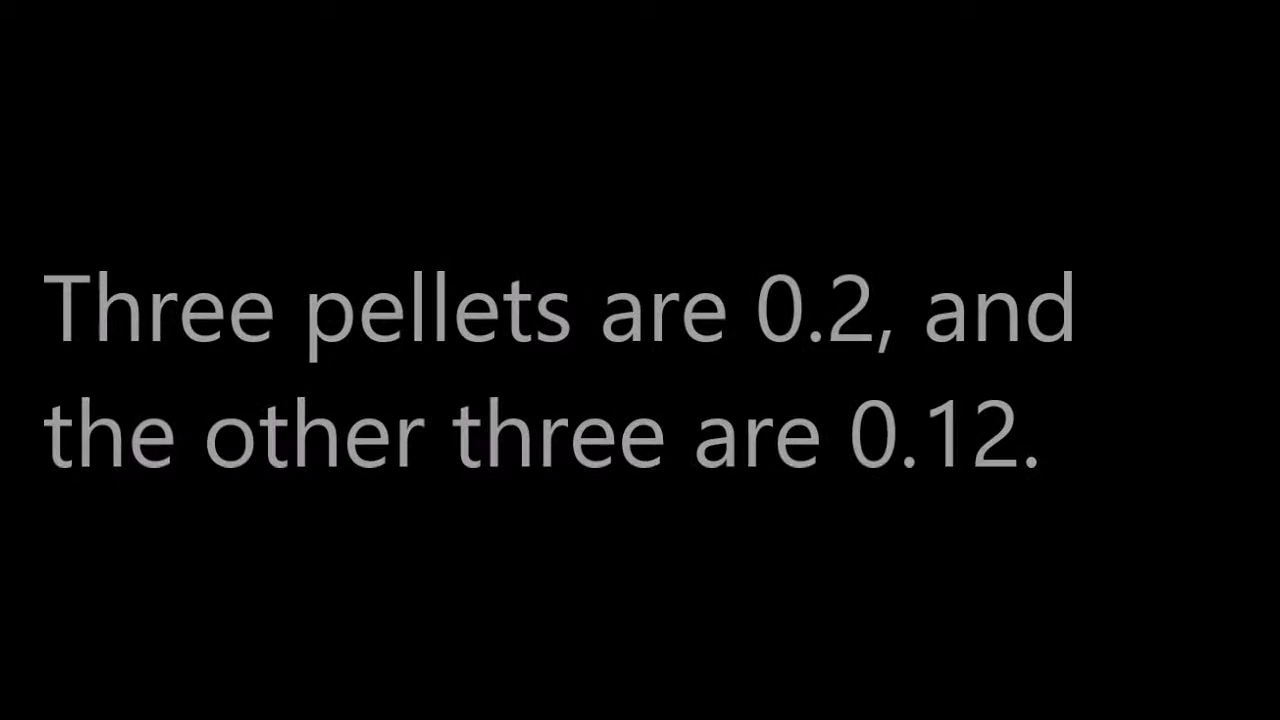 Three pellets are 0.2, and
the other three are 0.12.